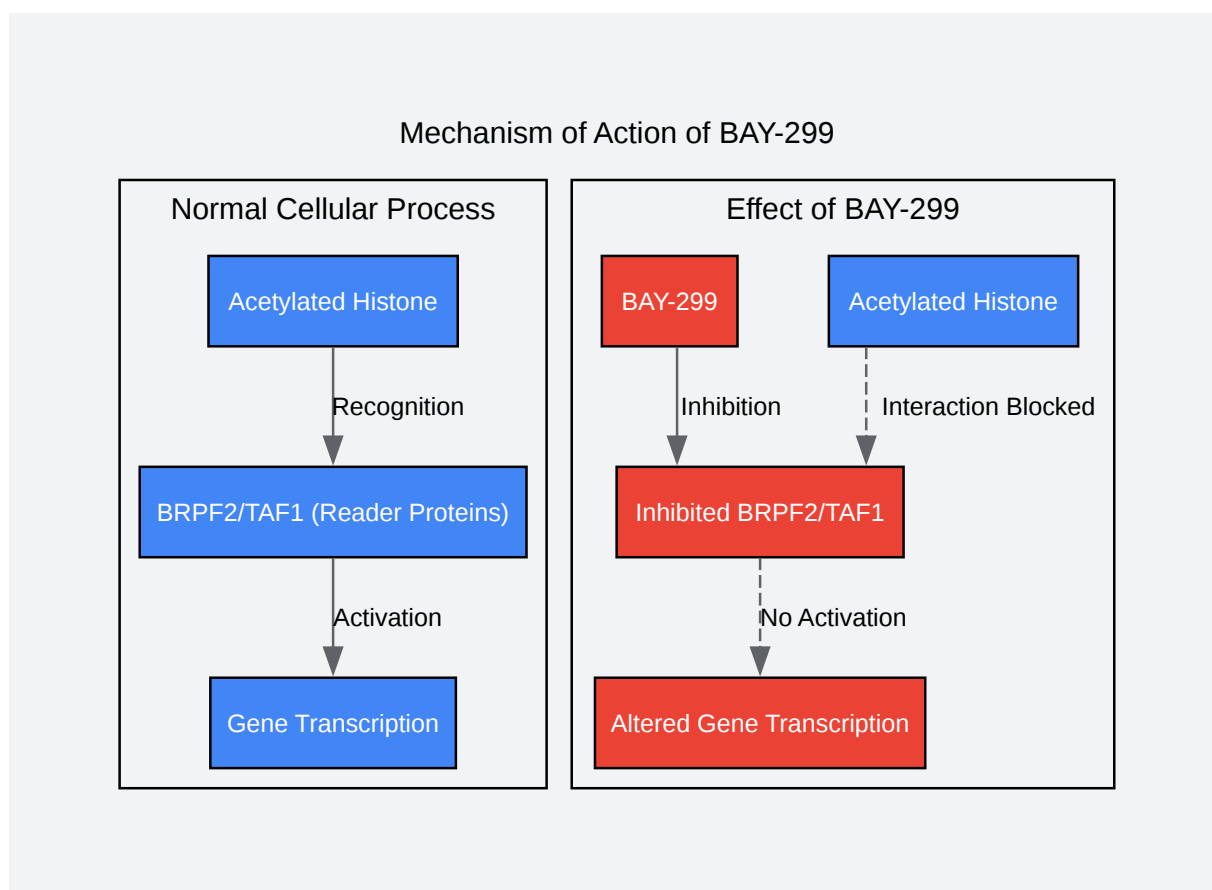 Mechanism of Action of BAY-299
Normal Cellular Process
Acetylated Histone
Recognition
BRPF2/TAF1 (Reader Proteins)
Activation
Gene Transcription
Effect of BAY-299
BAY-299
Acetylated Histone
Inhibition
Interaction Blocked
Inhibited BRPF2/TAF1
No Activation
Altered Gene Transcription